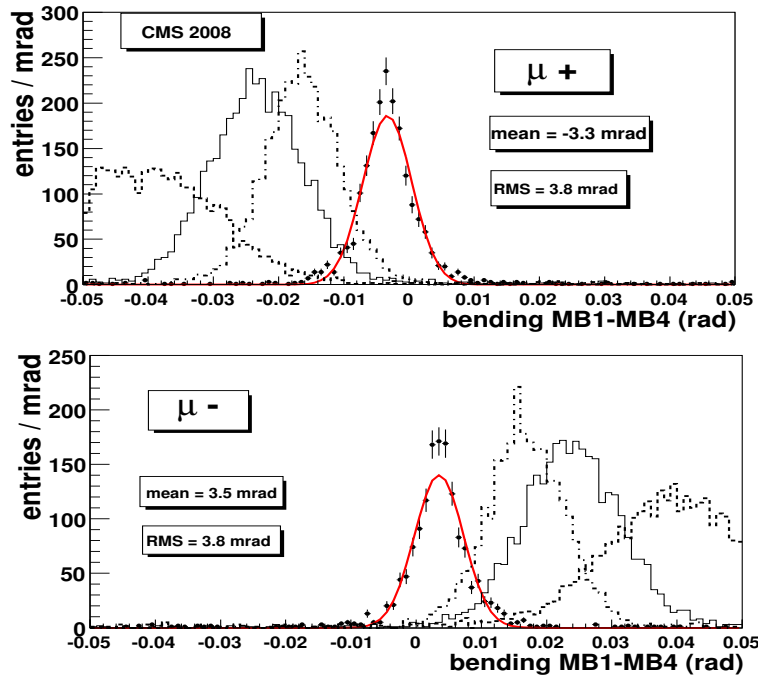 CMS 2008
μ +
mean = -3.3 mrad
RMS = 3.8 mrad
entries / mrad
300
250
200
150
100
50
0
-0.05 -0.04 -0.03 -0.02 -0.01 0 0.01 0.02 0.03 0.04 0.05
bending MB1-MB4 (rad)
μ -
mean = 3.5 mrad
RMS = 3.8 mrad
entries / mrad
250
200
150
100
50
0
-0.05 -0.04 -0.03 -0.02 -0.01 0 0.01 0.02 0.03 0.04 0.05
bending MB1-MB4 (rad)